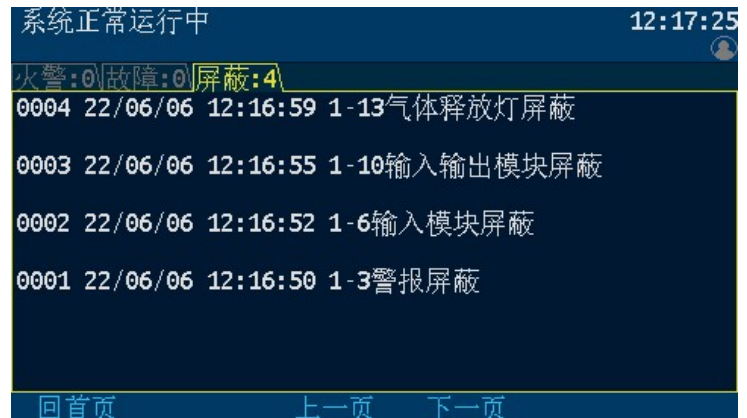 系统正常运行中 12:17:25
火警:0 故障:0 屏蔽:4
0004 22/06/06 12:16:59 1-13气体释放灯屏蔽
0003 22/06/06 12:16:55 1-10输入输出模块屏蔽
0002 22/06/06 12:16:52 1-6输入模块屏蔽
0001 22/06/06 12:16:50 1-3警报屏蔽
回首页 上一页 下一页